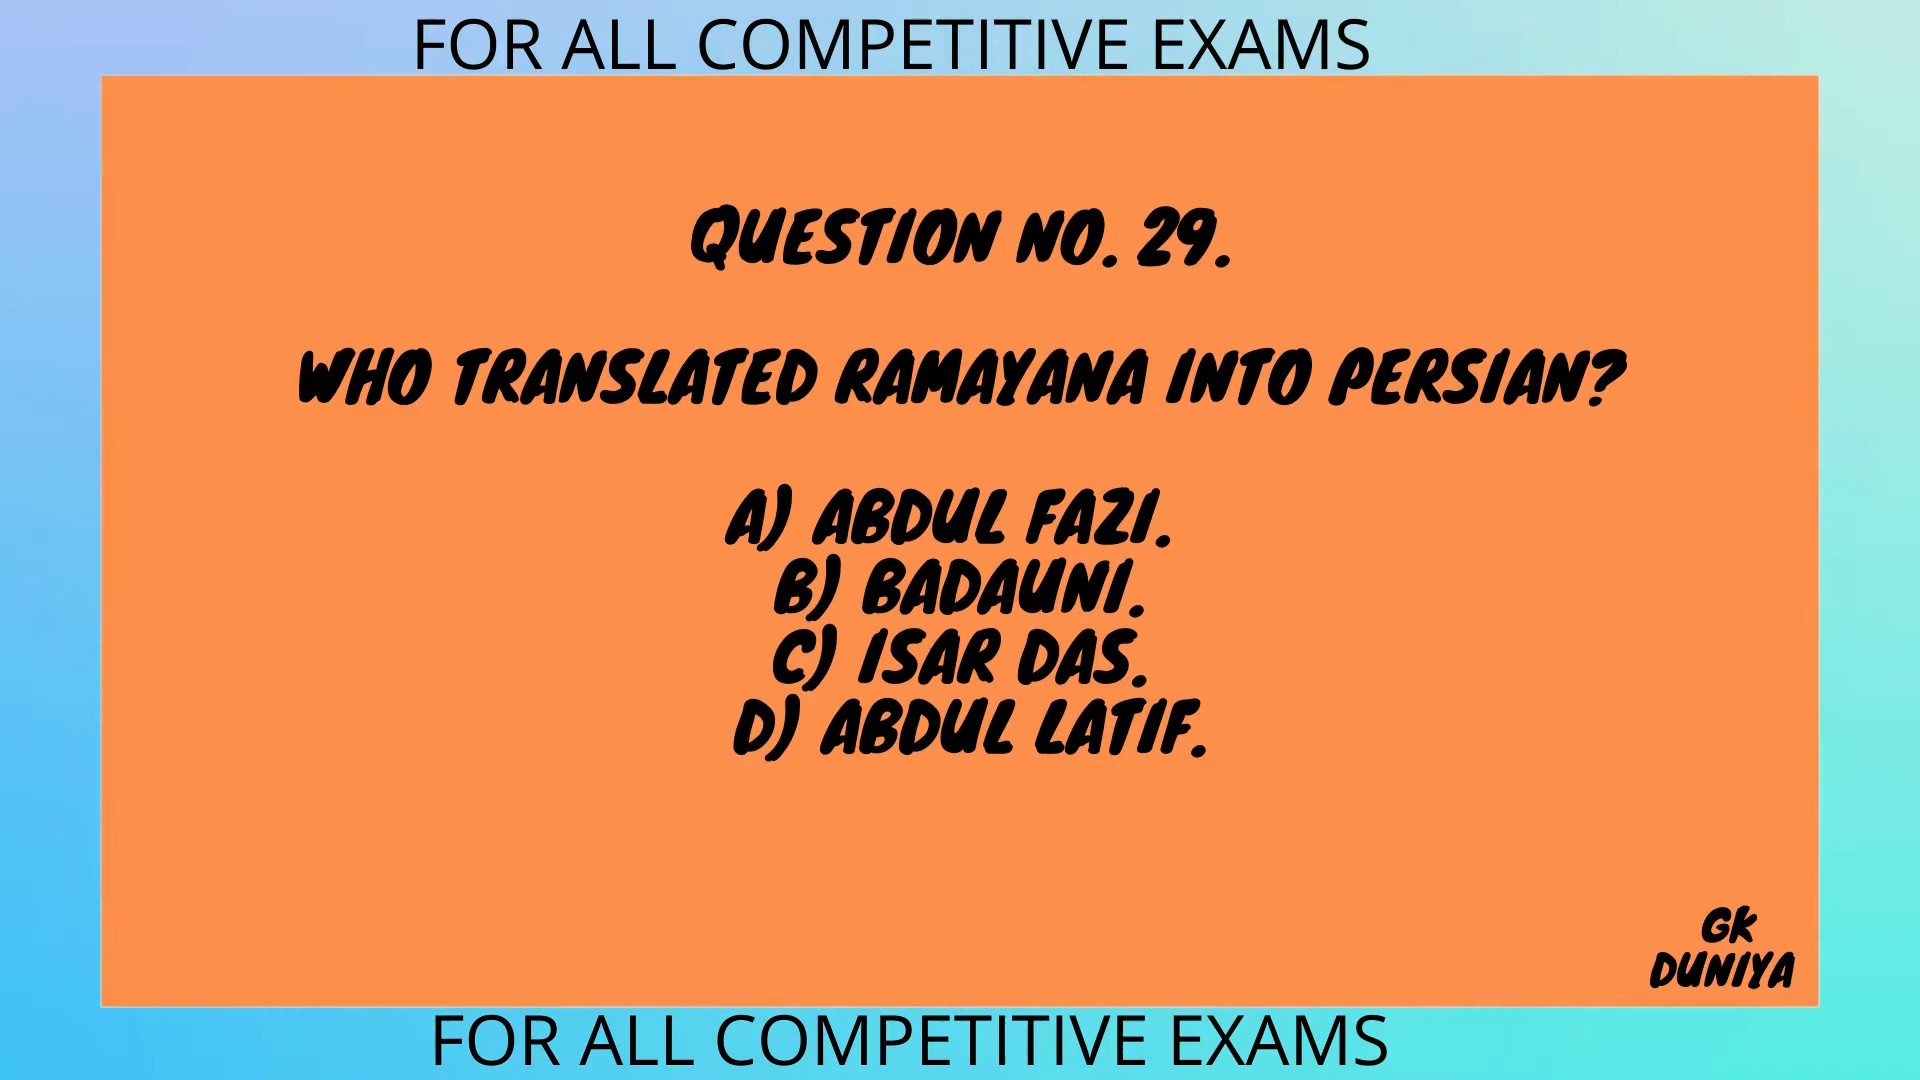 FOR ALL COMPETITIVE EXAMS
QUESTION NO. 29.
WHO TRANSLATED RAMAYANA INTO PERSIAN?
A) ABDUL FAZI.
B) BADAUNI.
C) ISAR DAS.
D) ABDUL LATIF.
GK
DUNIYA
FOR ALL COMPETITIVE EXAMS